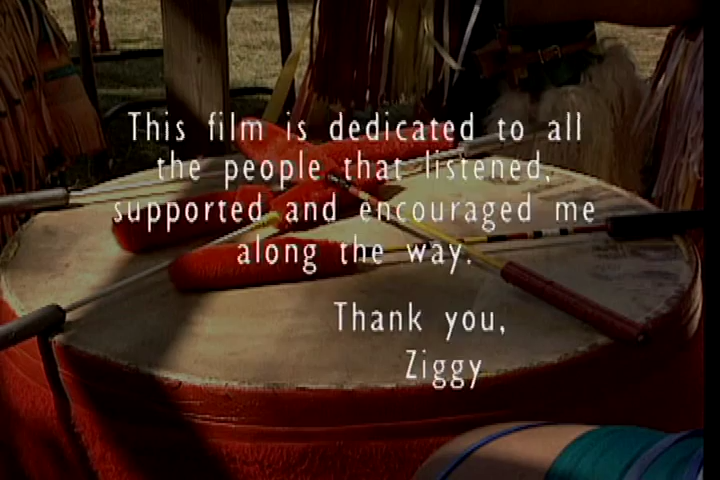 This film is dedicated to all
the people that listened,
supported and encouraged me
along the way.
Thank you,
Ziggy